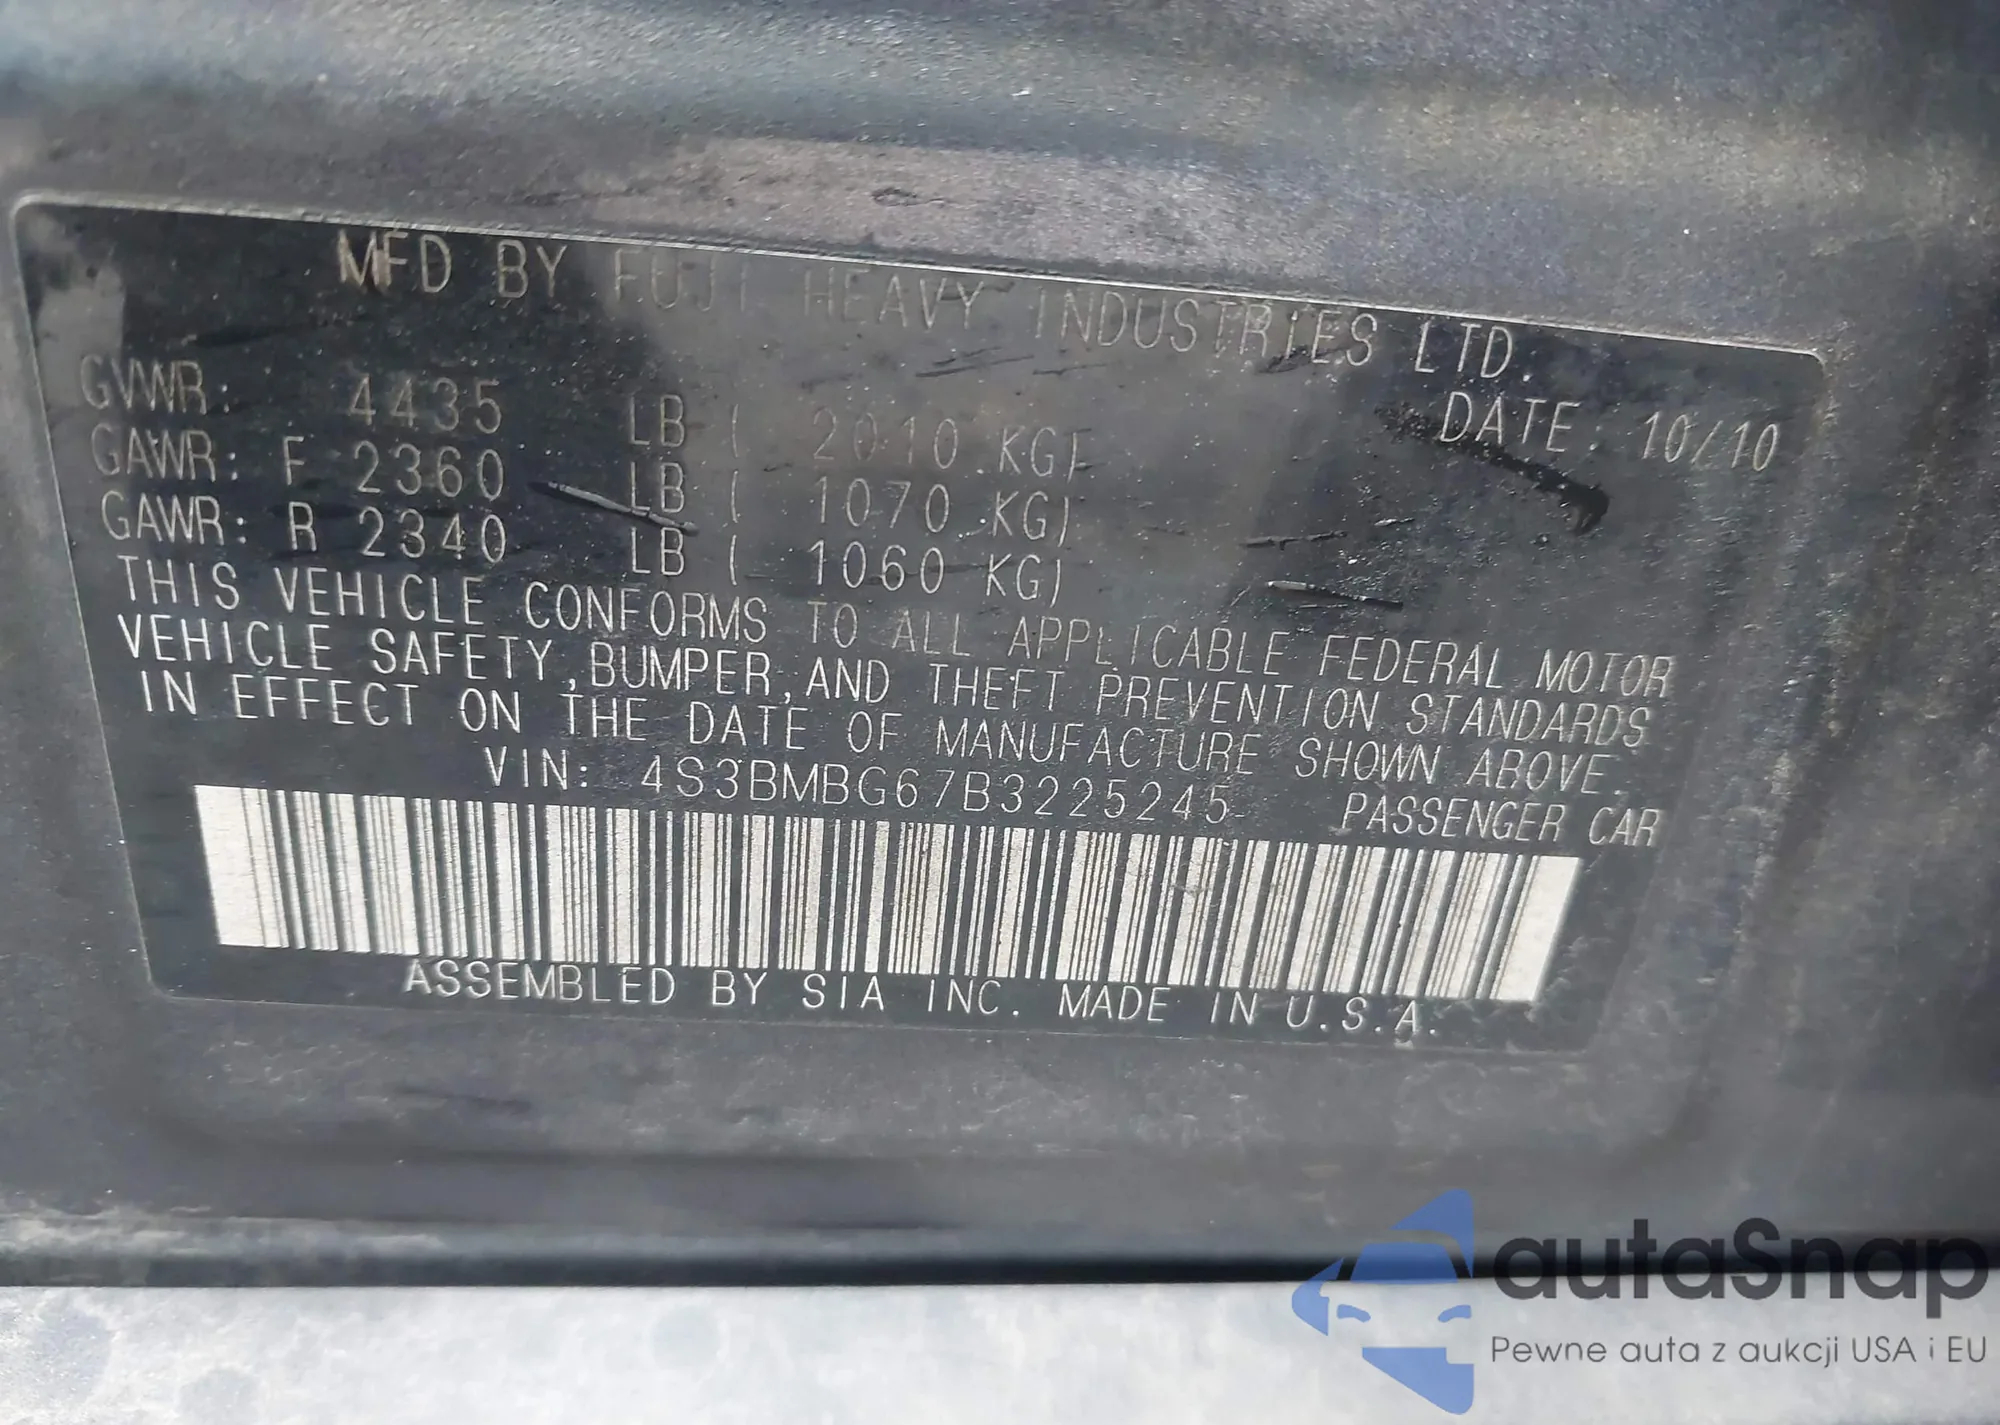 MFD BY FUJI HEAVY INDUSTRIES LTD.
GVWR: 4435 LB ( 2010 KG) DATE: 10/10
GAWR: F 2360 LB ( 1070 KG)
GAWR: R 2340 LB ( 1060 KG)
THIS VEHICLE CONFORMS TO ALL APPLICABLE FEDERAL MOTOR
VEHICLE SAFETY, BUMPER, AND THEFT PREVENTION STANDARDS
IN EFFECT ON THE DATE OF MANUFACTURE SHOWN ABOVE.
VIN: 4S3BMBG67B3225245 PASSENGER CAR
ASSEMBLED BY SIA INC. MADE IN U.S.A.
autaSnap
Pewne auta z aukcji USA i EU